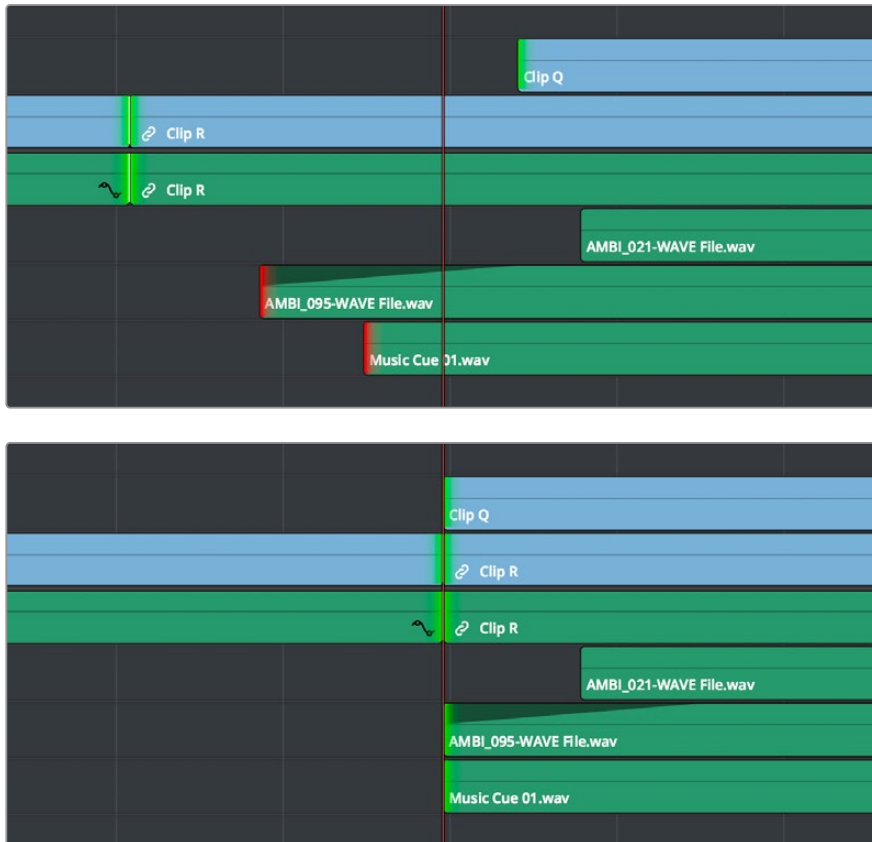 Clip Q
Clip R
Clip R
AMBI_021-WAVE File.wav
AMBI_095-WAVE File.wav
Music Cue 01.wav
Clip Q
Clip R
Clip R
AMBI_021-WAVE File.wav
AMBI_095-WAVE File.wav
Music Cue 01.wav